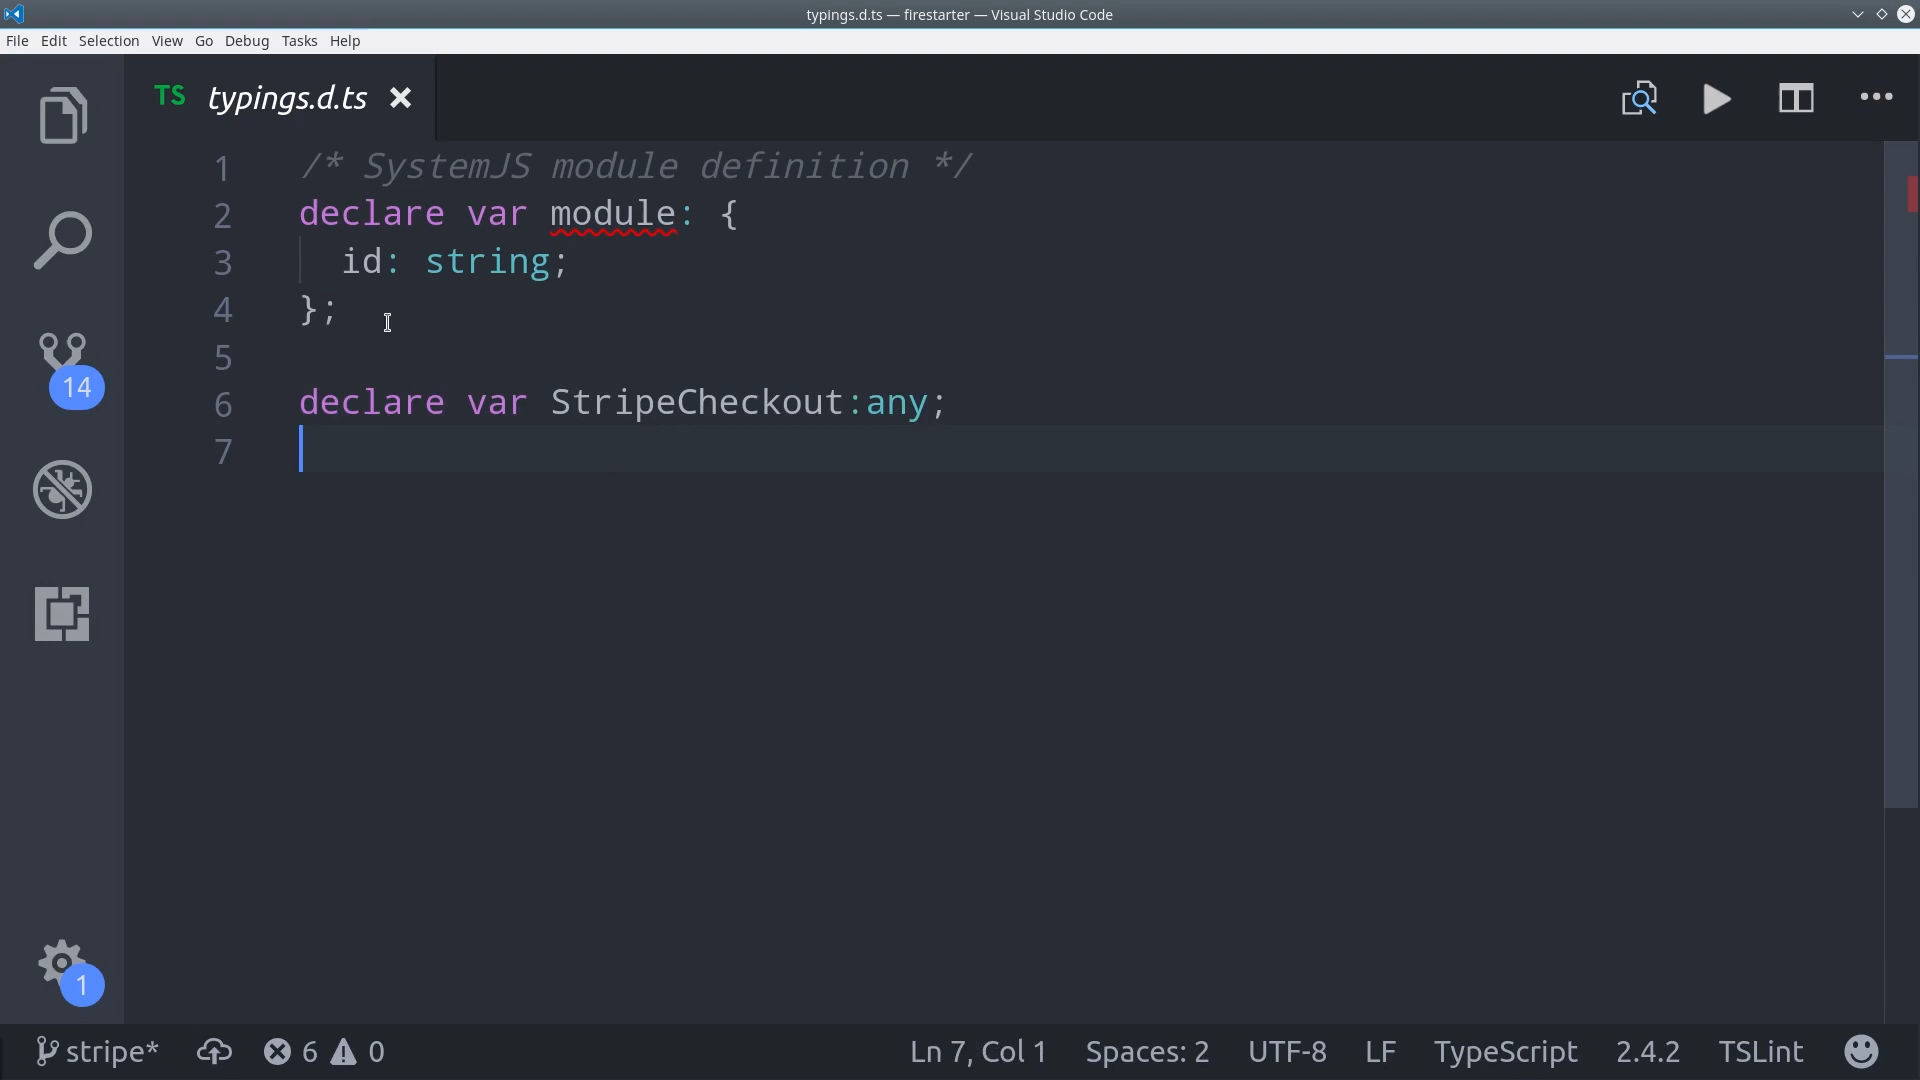 typings.d.ts — firestarter — Visual Studio Code
File Edit Selection View Go Debug Tasks Help
TS typings.d.ts
1 /* SystemJS module definition */
2 declare var module: {
3 id: string;
4 };
5
6 declare var StripeCheckout:any;
7
14
1
stripe* 6 0 Ln 7, Col 1 Spaces: 2 UTF-8 LF TypeScript 2.4.2 TSLint